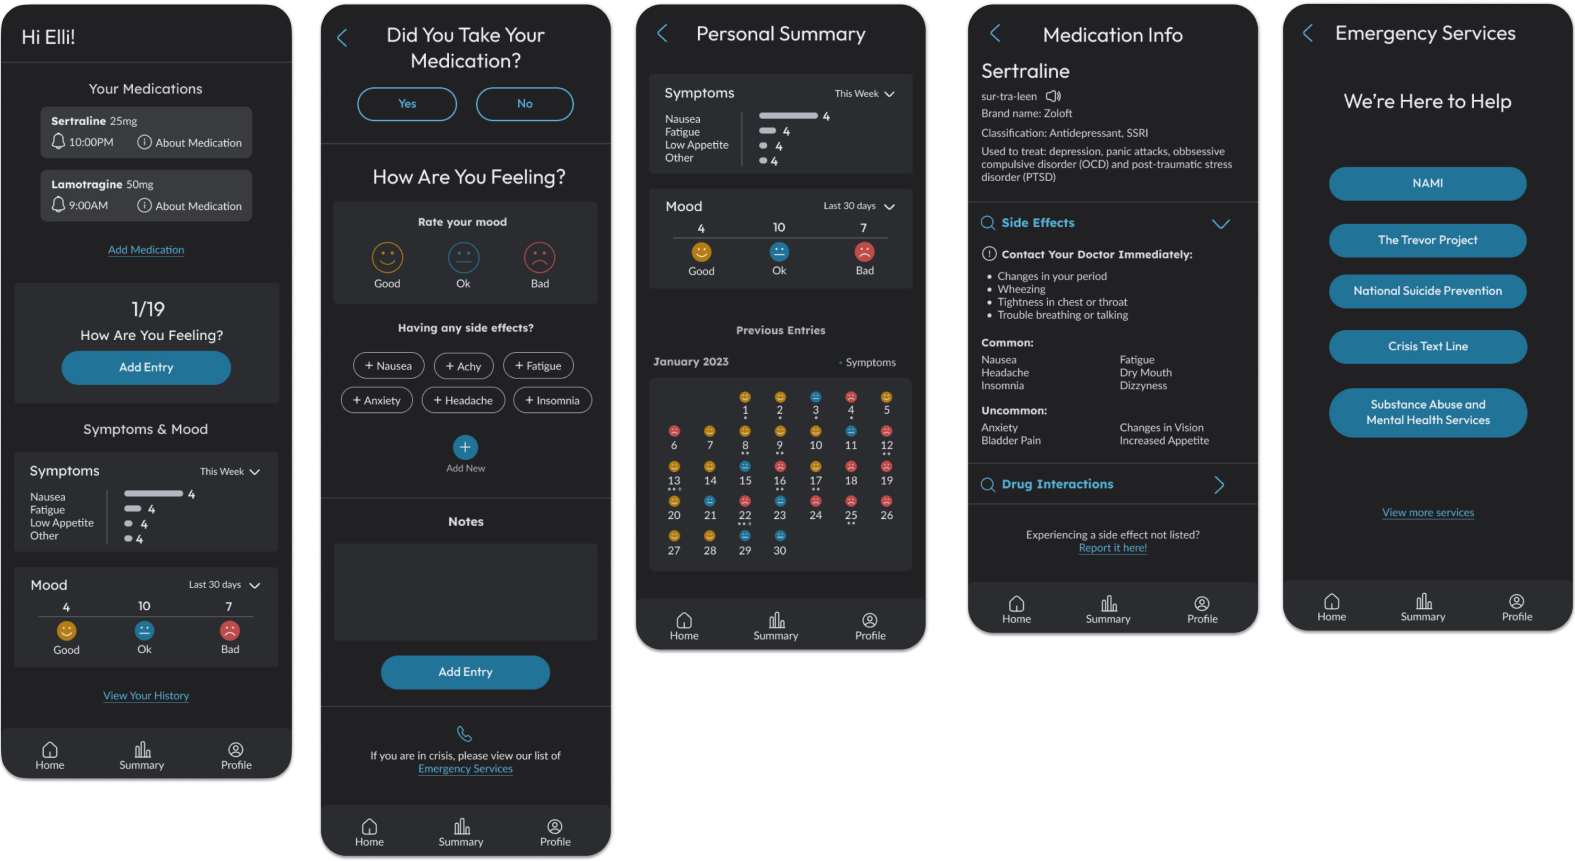 Hi Elli!
Your Medications
Sertraline 25mg
10:00PM
About Medication
Lamotragine 50mg
9:00AM
About Medication
Add Medication
1/19
How Are You Feeling?
Add Entry
Symptoms & Mood
Symptoms
This Week
Nausea 4
Fatigue 4
Low Appetite 4
Other 4
Mood
Last 30 days
4 10 7
Good Ok Bad
View Your History
Home Summary Profile
Did You Take Your
Medication?
Yes No
How Are You Feeling?
Rate your mood
Good Ok Bad
Having any side effects?
+ Nausea + Achy + Fatigue
+ Anxiety + Headache + Insomnia
+
Add New
Notes
Add Entry
If you are in crisis, please view our list of
Emergency Services
Home Summary Profile
Personal Summary
Symptoms
This Week
Nausea 4
Fatigue 4
Low Appetite 4
Other 4
Mood
Last 30 days
4 10 7
Good Ok Bad
Previous Entries
January 2023
Symptoms
1 2 3 4 5
6 7 8 9 10 11 12
13 14 15 16 17 18 19
20 21 22 23 24 25 26
27 28 29 30
Home Summary Profile
Medication Info
Sertraline
sur-tra-leen
Brand name: Zoloft
Classification: Antidepressant, SSRI
Used to treat: depression, panic attacks, obbsessive
compulsive disorder (OCD) and post-traumatic stress
disorder (PTSD)
Side Effects
Contact Your Doctor Immediately:
• Changes in your period
• Wheezing
• Tightness in chest or throat
• Trouble breathing or talking
Common:
Nausea Fatigue
Headache Dry Mouth
Insomnia Dizzyness
Uncommon:
Anxiety Changes in Vision
Bladder Pain Increased Appetite
Drug Interactions
Experiencing a side effect not listed?
Report it here!
Home Summary Profile
Emergency Services
We're Here to Help
NAMI
The Trevor Project
National Suicide Prevention
Crisis Text Line
Substance Abuse and
Mental Health Services
View more services
Home Summary Profile